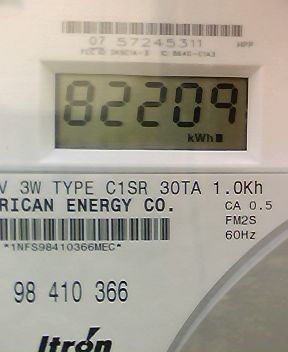 07 57245311 HPP
82209
kWh
V 3W TYPE C1SR 30TA 1.0Kh
RICAN ENERGY CO. CA 0.5
FM2S
*1NFS98410366MEC* 60Hz
98 410 366
Itron